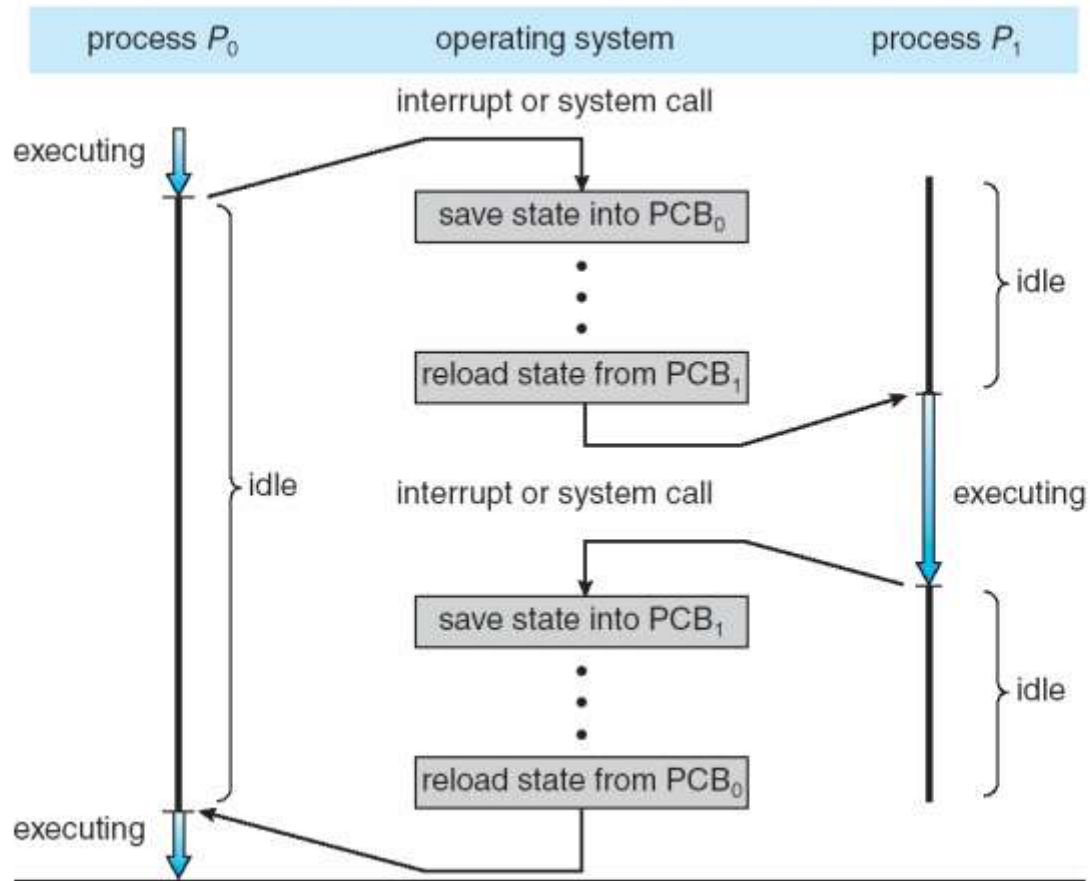 process P₀ operating system process P₁
interrupt or system call
executing
save state into PCB₀
idle
reload state from PCB₁
idle
interrupt or system call
executing
save state into PCB₁
idle
reload state from PCB₀
executing